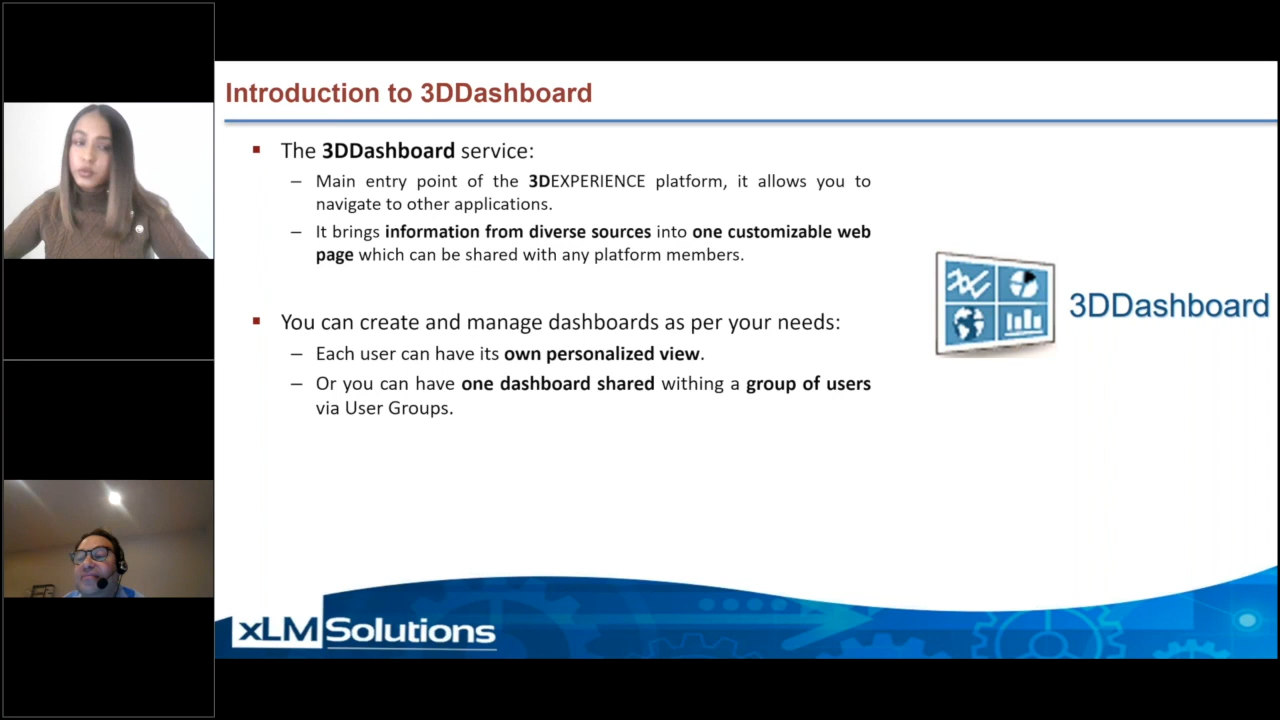 Introduction to 3DDashboard
▪ The 3DDashboard service:
– Main entry point of the 3DEXPERIENCE platform, it allows you to
navigate to other applications.
– It brings information from diverse sources into one customizable web
page which can be shared with any platform members.
▪ You can create and manage dashboards as per your needs:
– Each user can have its own personalized view.
– Or you can have one dashboard shared withing a group of users
via User Groups.
3DDashboard
xLM Solutions